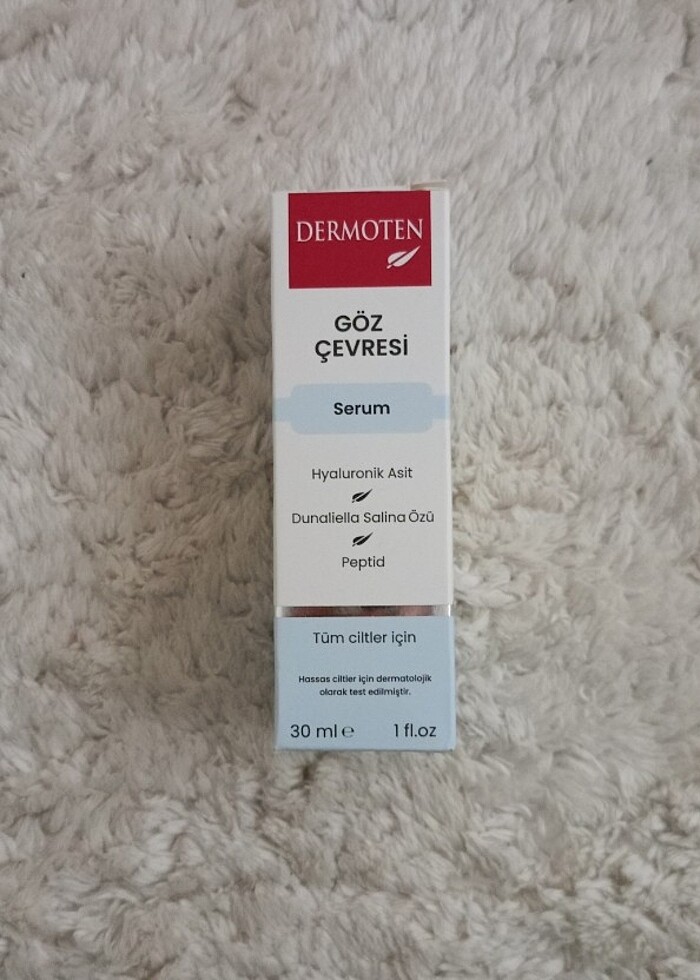 DERMOTEN
GÖZ
ÇEVRESİ
Serum
Hyaluronik Asit
Dunaliella Salina Özü
Peptid
Tüm ciltler için
Hassas ciltler için dermatolojik
olarak test edilmiştir.
30 ml ℮ 1 fl.oz